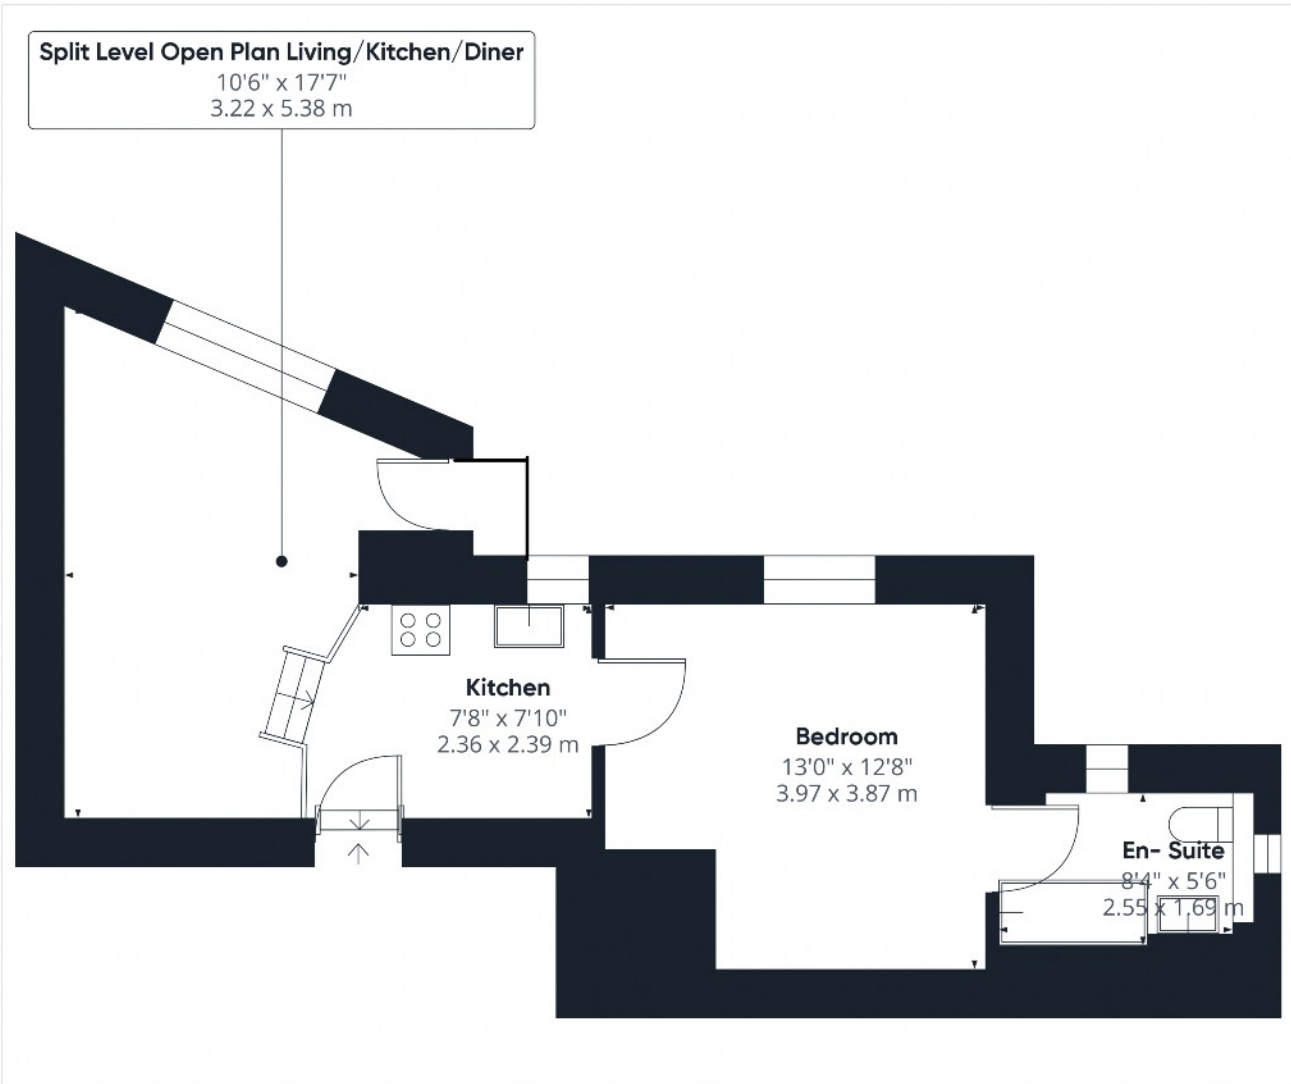 Split Level Open Plan Living/Kitchen/Diner
10'6" x 17'7"
3.22 x 5.38 m
Kitchen
7'8" x 7'10"
2.36 x 2.39 m
Bedroom
13'0" x 12'8"
3.97 x 3.87 m
En- Suite
8'4" x 5'6"
2.55 x 1.69 m